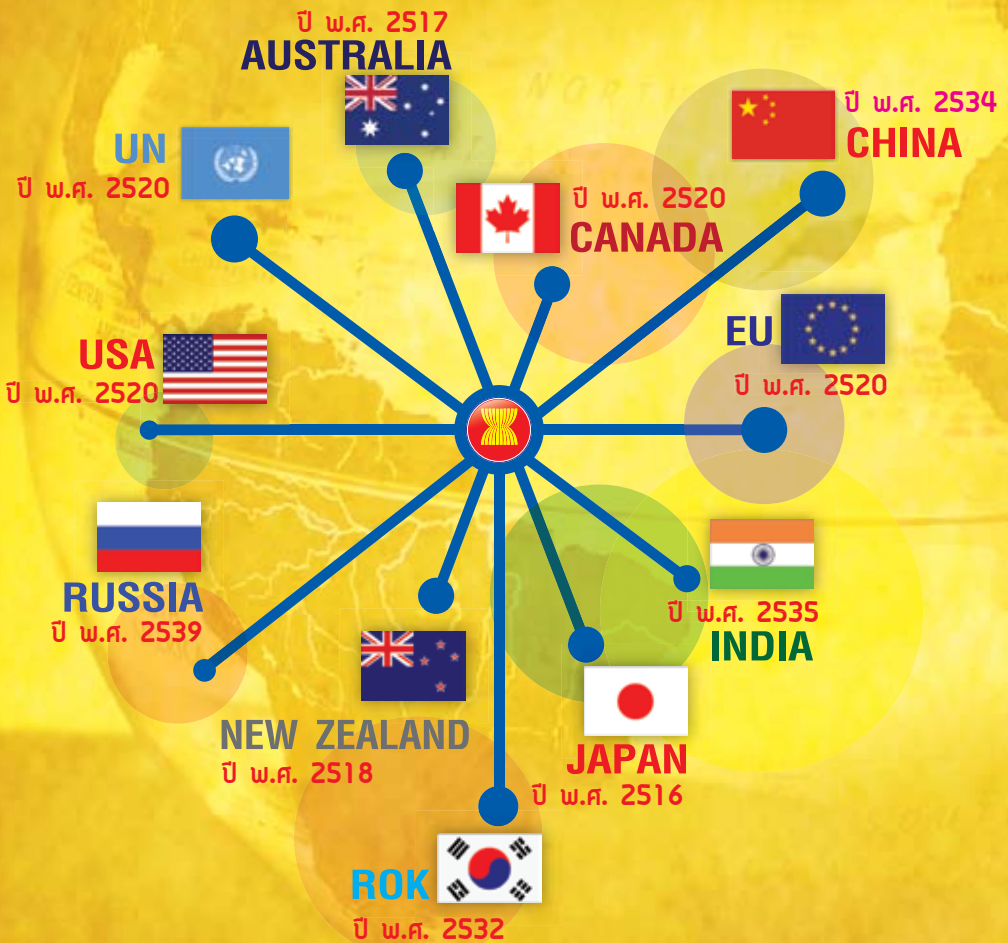 ปี พ.ศ. 2517
AUSTRALIA
ปี พ.ศ. 2534
CHINA
UN
ปี พ.ศ. 2520
ปี พ.ศ. 2520
CANADA
EU
ปี พ.ศ. 2520
USA
ปี พ.ศ. 2520
RUSSIA
ปี พ.ศ. 2539
ปี พ.ศ. 2535
INDIA
NEW ZEALAND
ปี พ.ศ. 2518
JAPAN
ปี พ.ศ. 2516
ROK
ปี พ.ศ. 2532